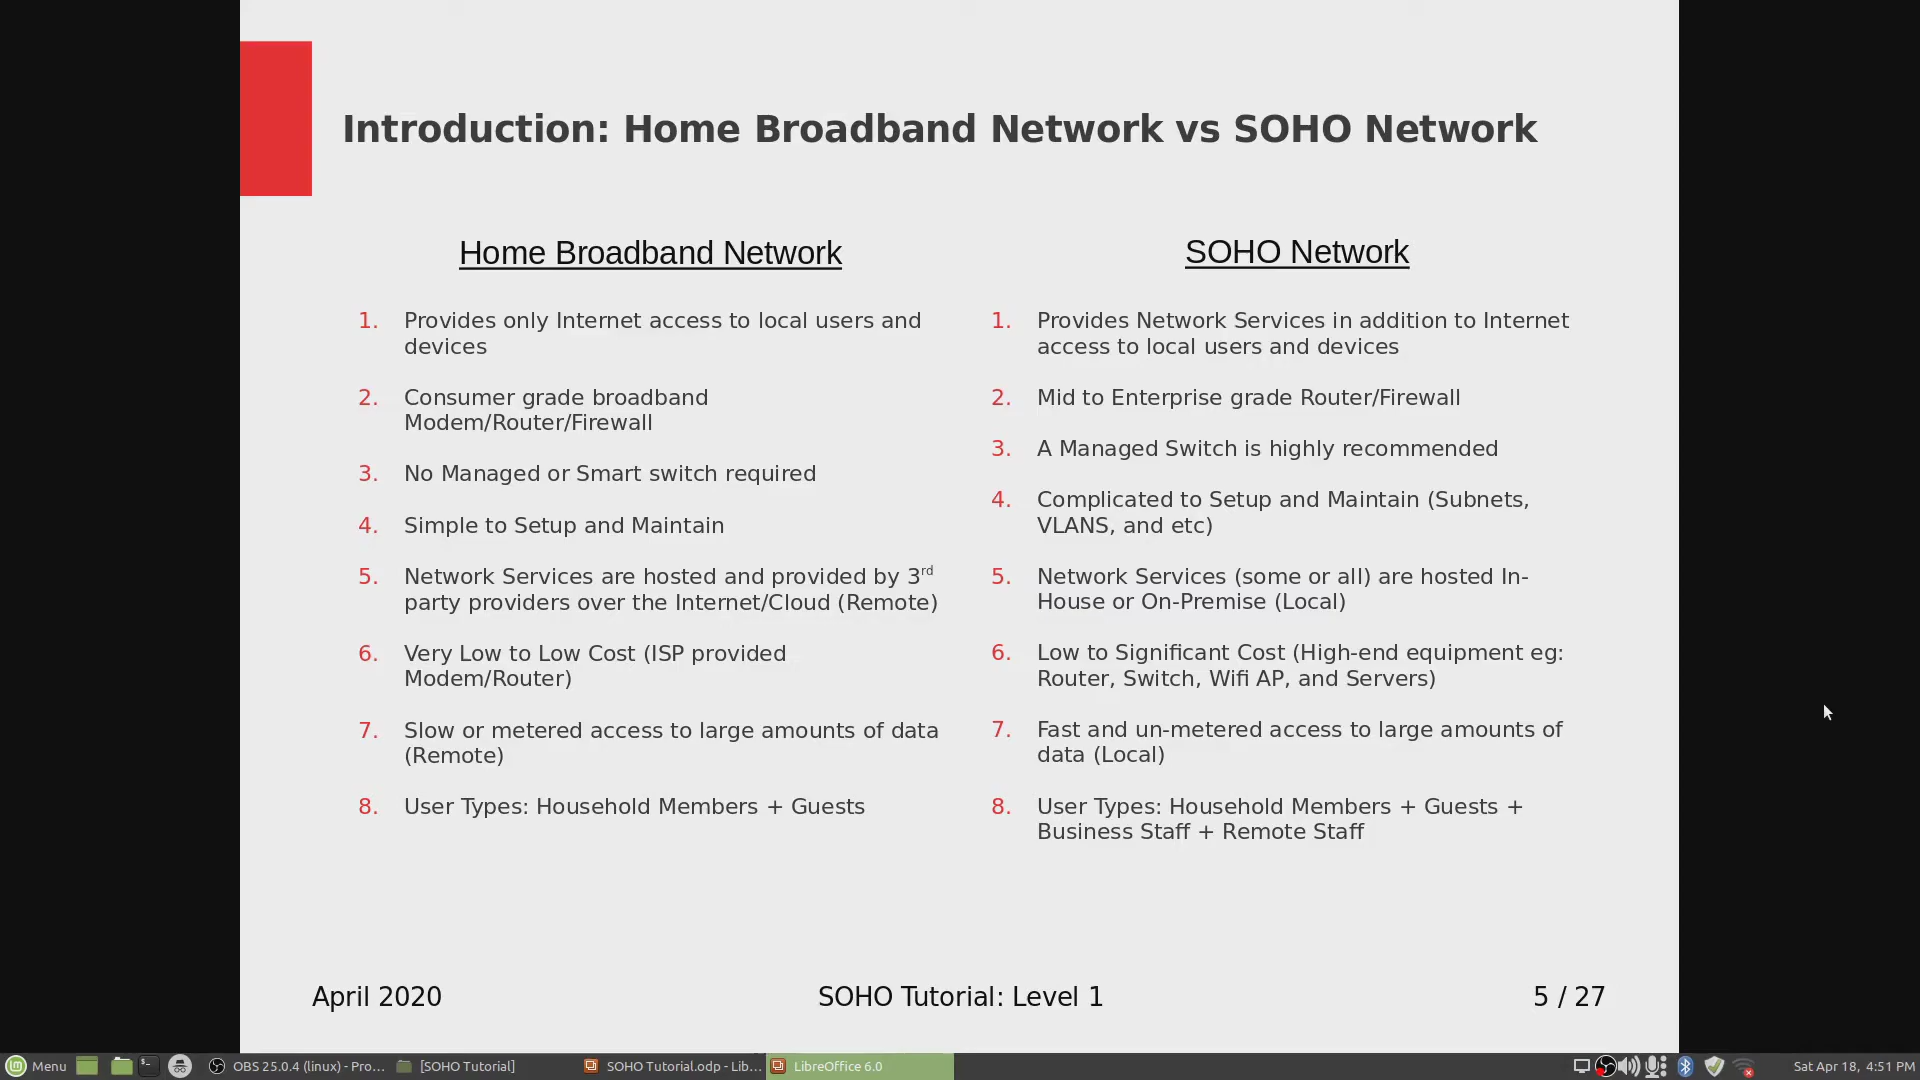 Introduction: Home Broadband Network vs SOHO Network
Home Broadband Network
1. Provides only Internet access to local users and
devices
2. Consumer grade broadband
Modem/Router/Firewall
3. No Managed or Smart switch required
4. Simple to Setup and Maintain
5. Network Services are hosted and provided by 3rd
party providers over the Internet/Cloud (Remote)
6. Very Low to Low Cost (ISP provided
Modem/Router)
7. Slow or metered access to large amounts of data
(Remote)
8. User Types: Household Members + Guests
SOHO Network
1. Provides Network Services in addition to Internet
access to local users and devices
2. Mid to Enterprise grade Router/Firewall
3. A Managed Switch is highly recommended
4. Complicated to Setup and Maintain (Subnets,
VLANS, and etc)
5. Network Services (some or all) are hosted In-
House or On-Premise (Local)
6. Low to Significant Cost (High-end equipment eg:
Router, Switch, Wifi AP, and Servers)
7. Fast and un-metered access to large amounts of
data (Local)
8. User Types: Household Members + Guests +
Business Staff + Remote Staff
April 2020 SOHO Tutorial: Level 1 5 / 27
Menu OBS 25.0.4 (linux) - Pro... [SOHO Tutorial] SOHO Tutorial.odp - Lib... LibreOffice 6.0 Sat Apr 18, 4:51 PM